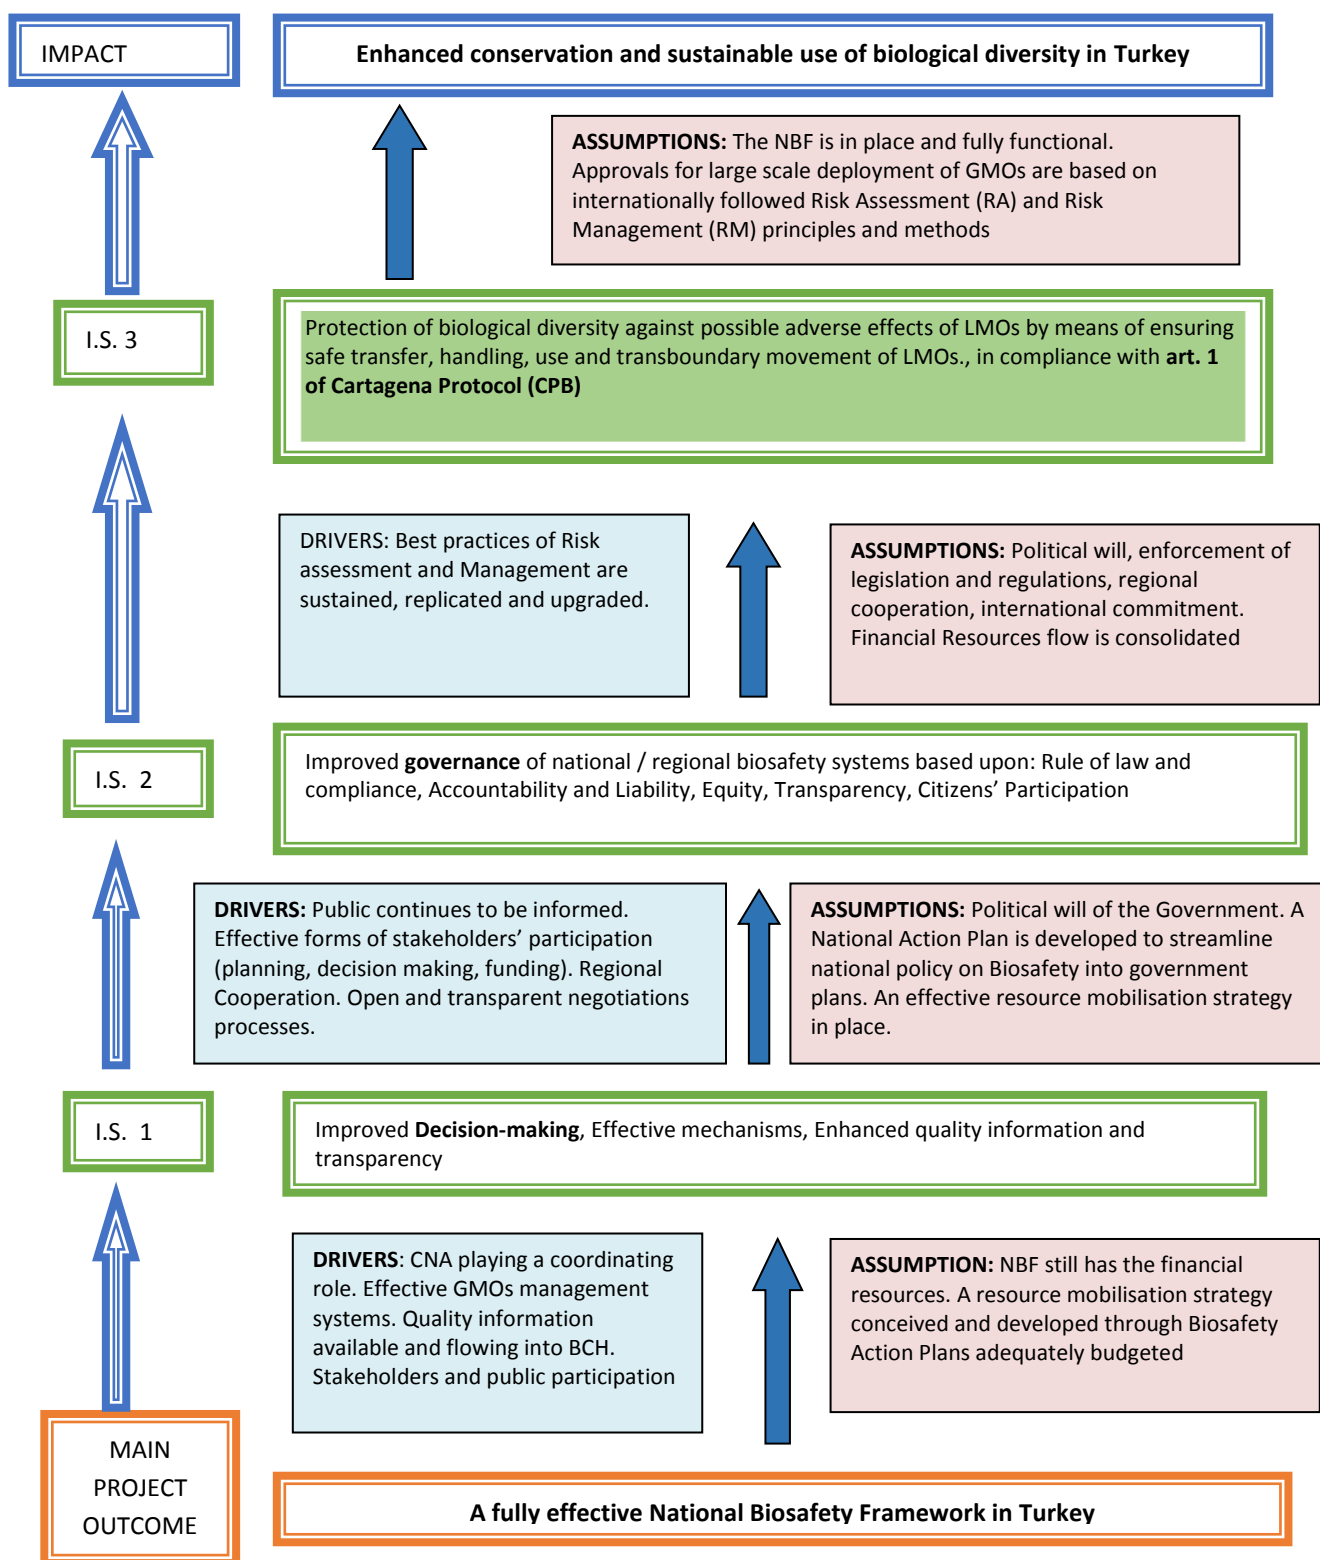 IMPACT
Enhanced conservation and sustainable use of biological diversity in Turkey
ASSUMPTIONS: The NBF is in place and fully functional.
Approvals for large scale deployment of GMOs are based on
internationally followed Risk Assessment (RA) and Risk
Management (RM) principles and methods
I.S. 3
Protection of biological diversity against possible adverse effects of LMOs by means of ensuring
safe transfer, handling, use and transboundary movement of LMOs., in compliance with art. 1
of Cartagena Protocol (CPB)
DRIVERS: Best practices of Risk
assessment and Management are
sustained, replicated and upgraded.
ASSUMPTIONS: Political will, enforcement of
legislation and regulations, regional
cooperation, international commitment.
Financial Resources flow is consolidated
I.S. 2
Improved governance of national / regional biosafety systems based upon: Rule of law and
compliance, Accountability and Liability, Equity, Transparency, Citizens’ Participation
DRIVERS: Public continues to be informed.
Effective forms of stakeholders’ participation
(planning, decision making, funding). Regional
Cooperation. Open and transparent negotiations
processes.
ASSUMPTIONS: Political will of the Government. A
National Action Plan is developed to streamline
national policy on Biosafety into government
plans. An effective resource mobilisation strategy
in place.
I.S. 1
Improved Decision-making, Effective mechanisms, Enhanced quality information and
transparency
DRIVERS: CNA playing a coordinating
role. Effective GMOs management
systems. Quality information
available and flowing into BCH.
Stakeholders and public participation
ASSUMPTION: NBF still has the financial
resources. A resource mobilisation strategy
conceived and developed through Biosafety
Action Plans adequately budgeted
MAIN
PROJECT
OUTCOME
A fully effective National Biosafety Framework in Turkey